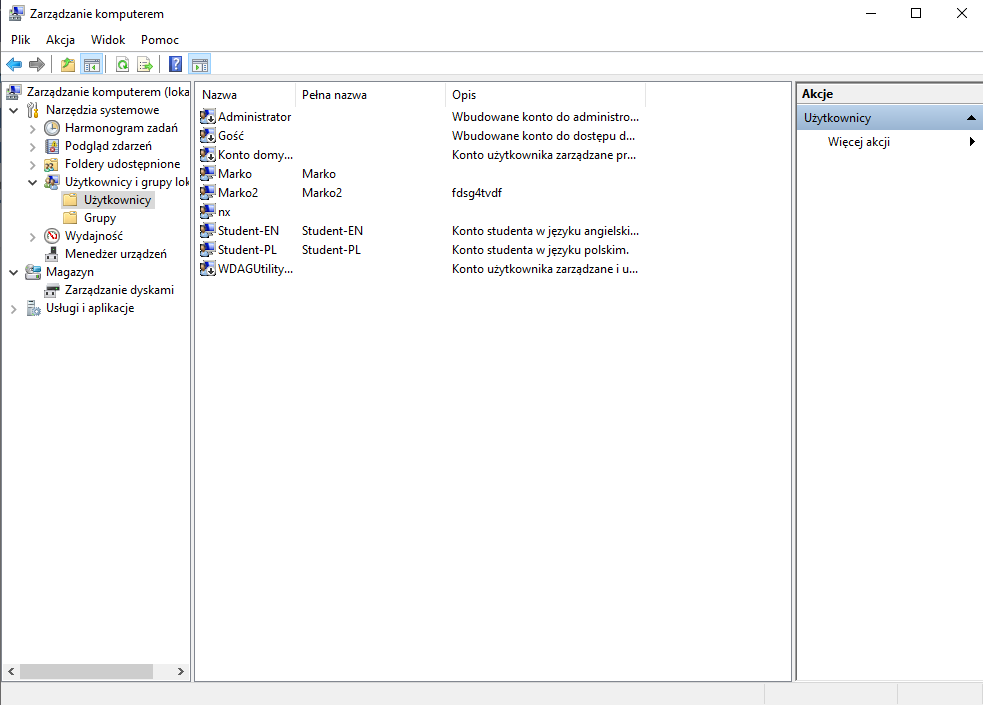 Zarządzanie komputerem
Plik Akcja Widok Pomoc
Zarządzanie komputerem (loka
Narzędzia systemowe
Harmonogram zadań
Podgląd zdarzeń
Foldery udostępnione
Użytkownicy i grupy lok
Użytkownicy
Grupy
Wydajność
Menedżer urządzeń
Magazyn
Zarządzanie dyskami
Usługi i aplikacje
Nazwa Pełna nazwa Opis
Administrator Wbudowane konto do administro...
Gość Wbudowane konto do dostępu d...
Konto domy... Konto użytkownika zarządzane pr...
Marko Marko
Marko2 Marko2 fdsg4tvdf
nx
Student-EN Student-EN Konto studenta w języku angielski...
Student-PL Student-PL Konto studenta w języku polskim.
WDAGUtility... Konto użytkownika zarządzane i u...
Akcje
Użytkownicy
Więcej akcji